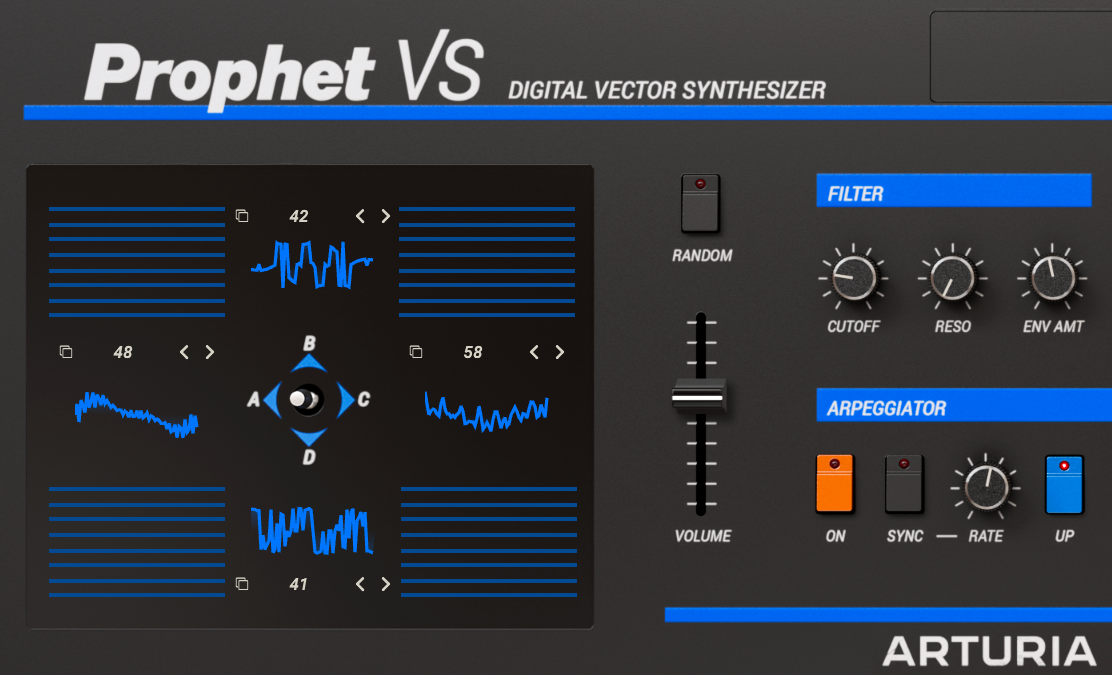 Prophet VS DIGITAL VECTOR SYNTHESIZER
42
48
58
B
A
C
D
41
RANDOM
VOLUME
FILTER
CUTOFF RESO ENV AMT
ARPEGGIATOR
ON SYNC — RATE UP
ARTURIA